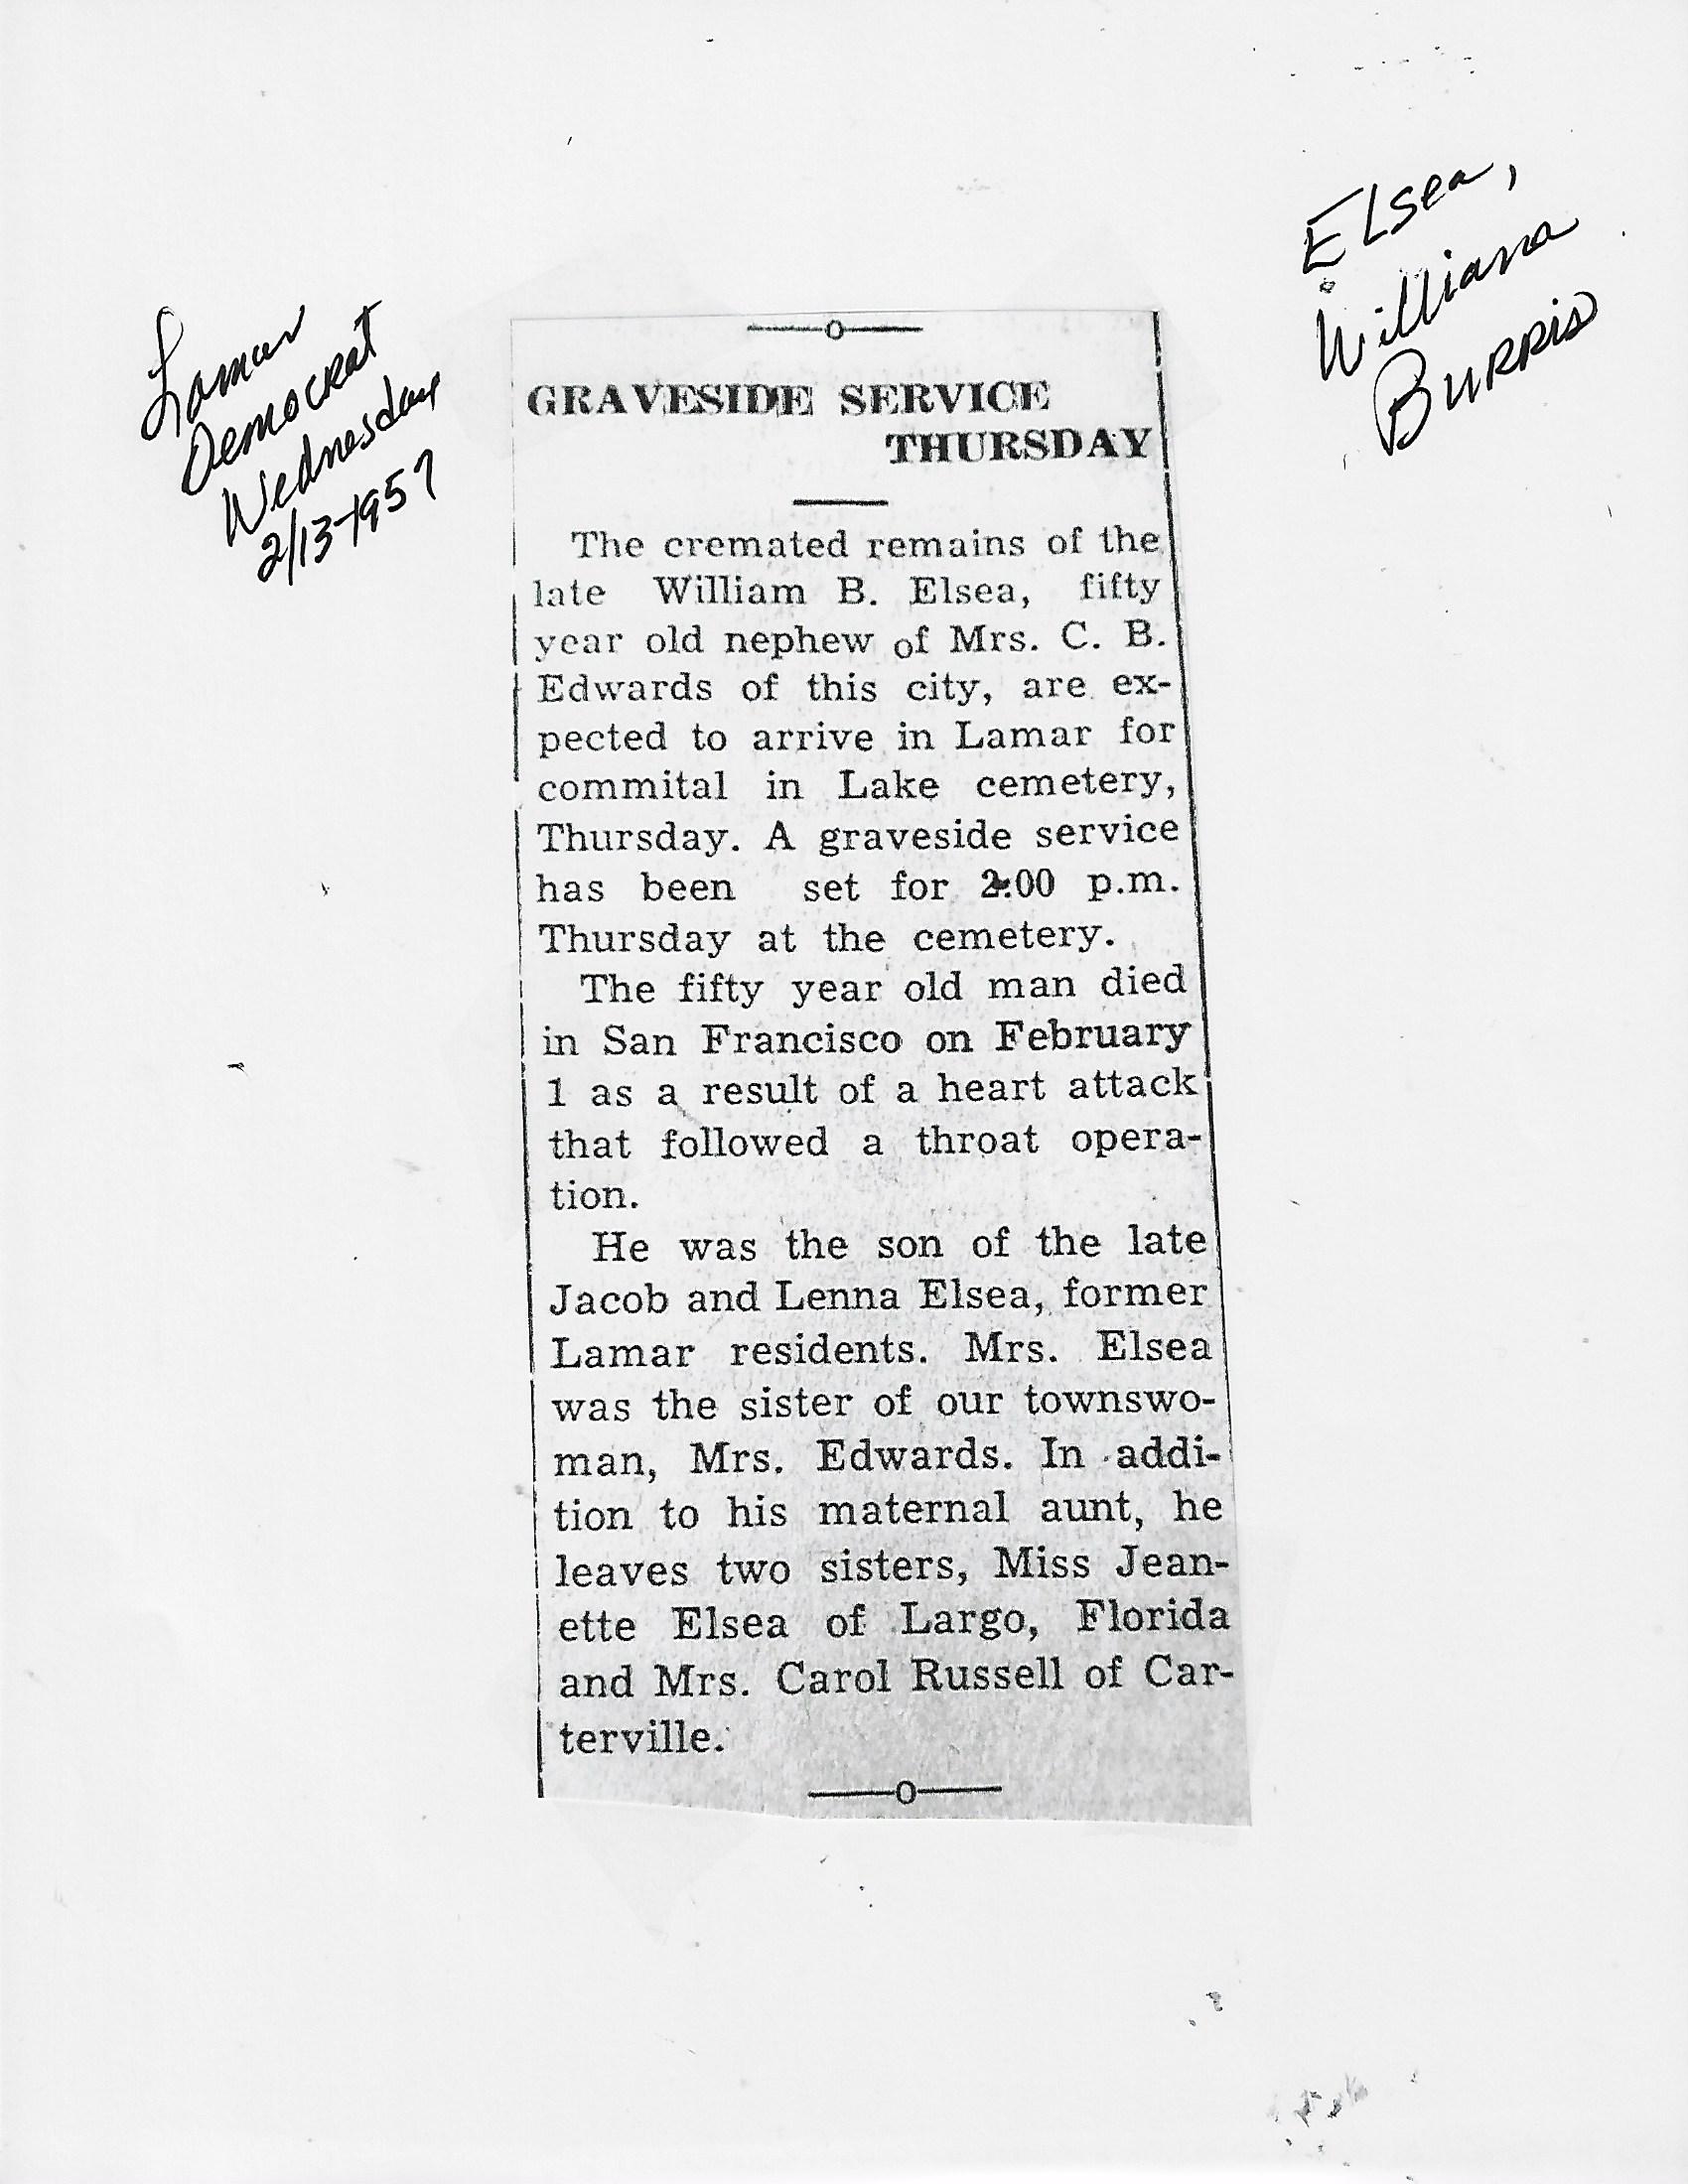 Lamar
Democrat
Wednesday
2/13-1957
Elsea,
William
Burris
GRAVESIDE SERVICE
THURSDAY
The cremated remains of the
late William B. Elsea, fifty
year old nephew of Mrs. C. B.
Edwards of this city, are ex-
pected to arrive in Lamar for
commital in Lake cemetery,
Thursday. A graveside service
has been set for 2:00 p.m.
Thursday at the cemetery.
The fifty year old man died
in San Francisco on February
1 as a result of a heart attack
that followed a throat opera-
tion.
He was the son of the late
Jacob and Lenna Elsea, former
Lamar residents. Mrs. Elsea
was the sister of our townswo-
man, Mrs. Edwards. In addi-
tion to his maternal aunt, he
leaves two sisters, Miss Jean-
ette Elsea of Largo, Florida
and Mrs. Carol Russell of Car-
terville.